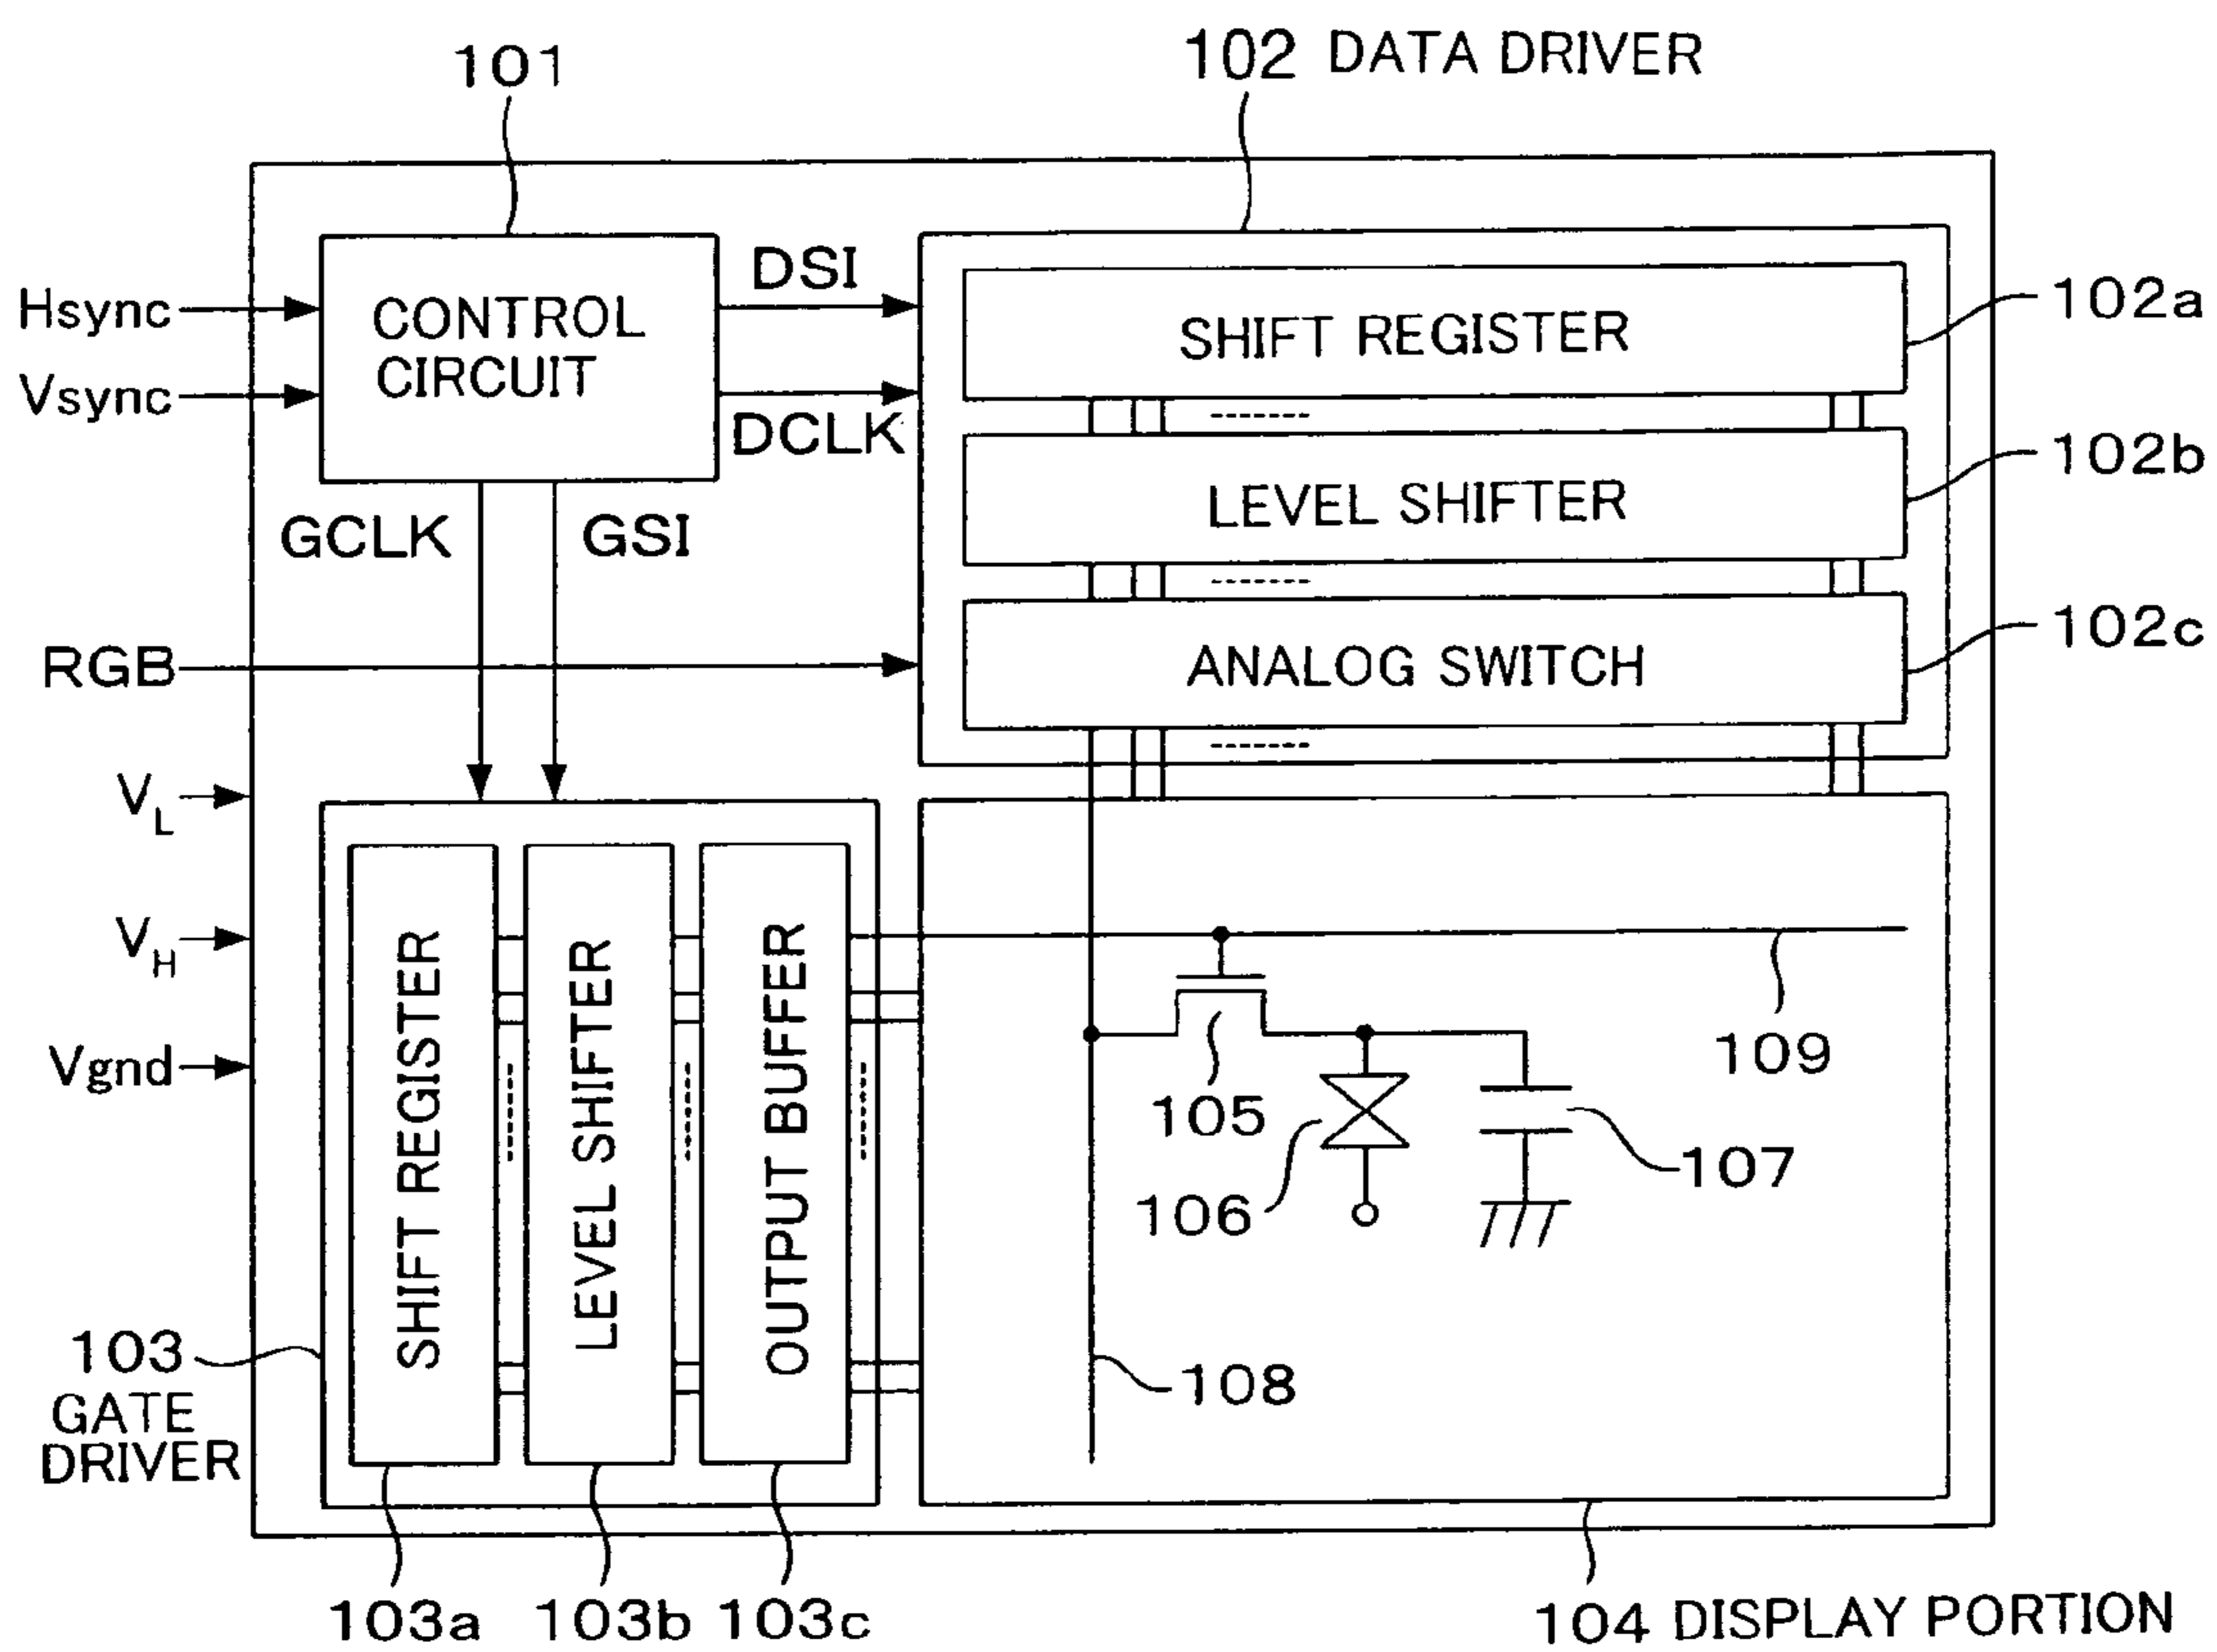 101
102 DATA DRIVER
Hsync
Vsync
CONTROL
CIRCUIT
DSI
DCLK
SHIFT REGISTER
102a
LEVEL SHIFTER
102b
ANALOG SWITCH
102c
GCLK
GSI
RGB
VL
VH
Vgnd
SHIFT REGISTER
LEVEL SHIFTER
OUTPUT BUFFER
109
105
106
107
108
103
GATE
DRIVER
103a
103b
103c
104 DISPLAY PORTION